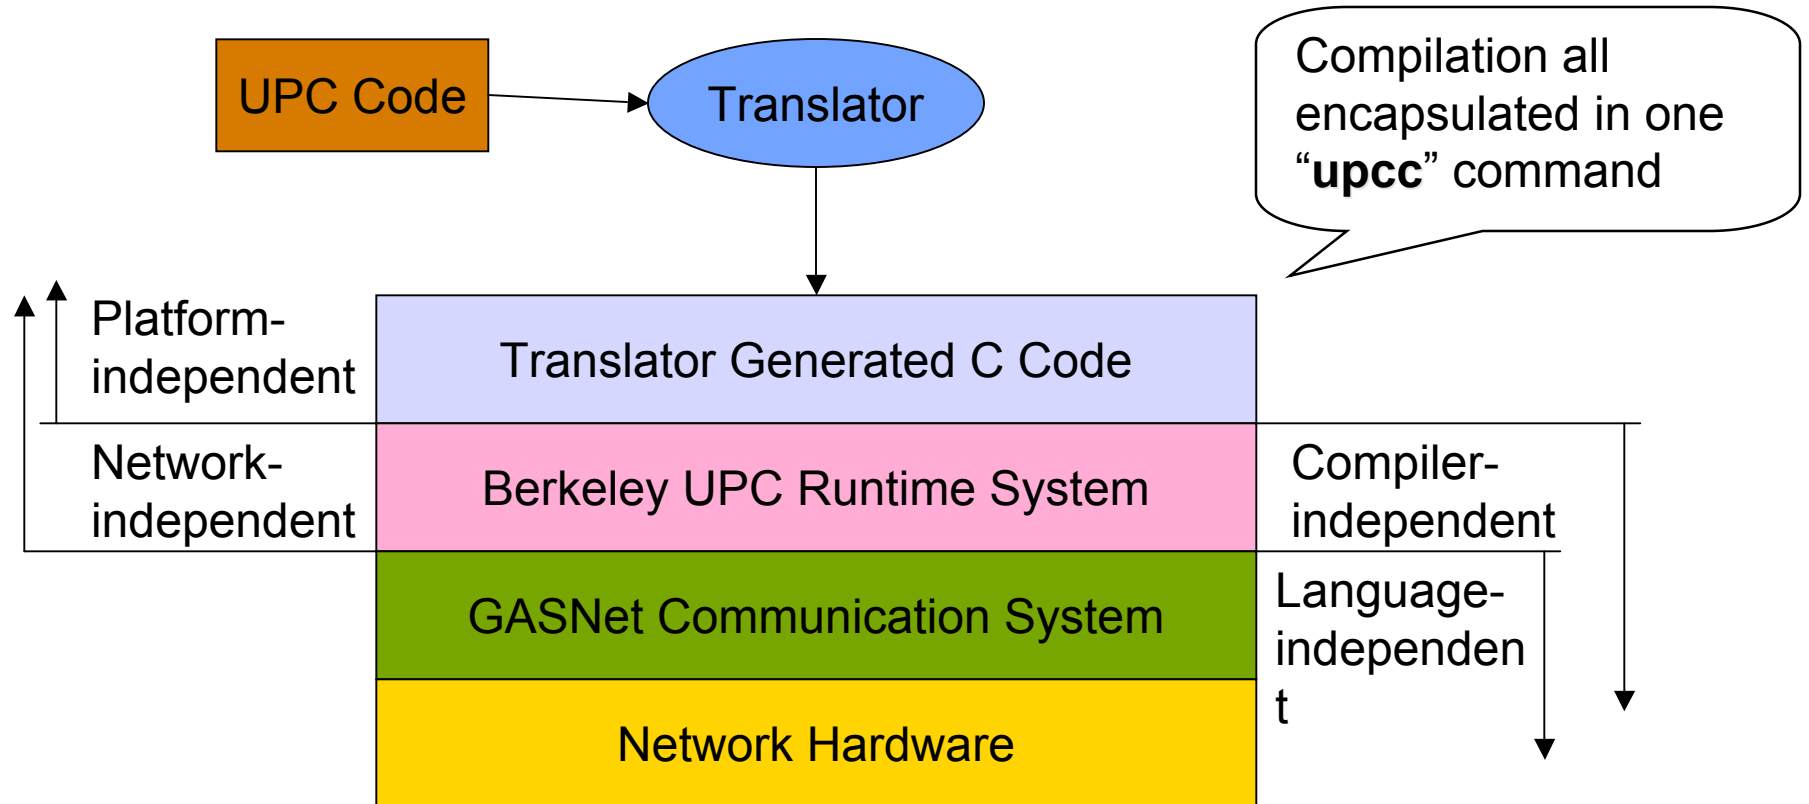 UPC Code
Translator
Compilation all
encapsulated in one
“upcc” command
Platform-
independent
Translator Generated C Code
Network-
independent
Berkeley UPC Runtime System
Compiler-
independent
GASNet Communication System
Language-
independen
t
Network Hardware